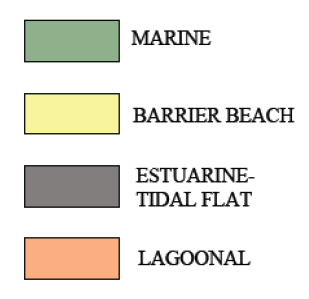 MARINE
BARRIER BEACH
ESTUARINE-
TIDAL FLAT
LAGOONAL